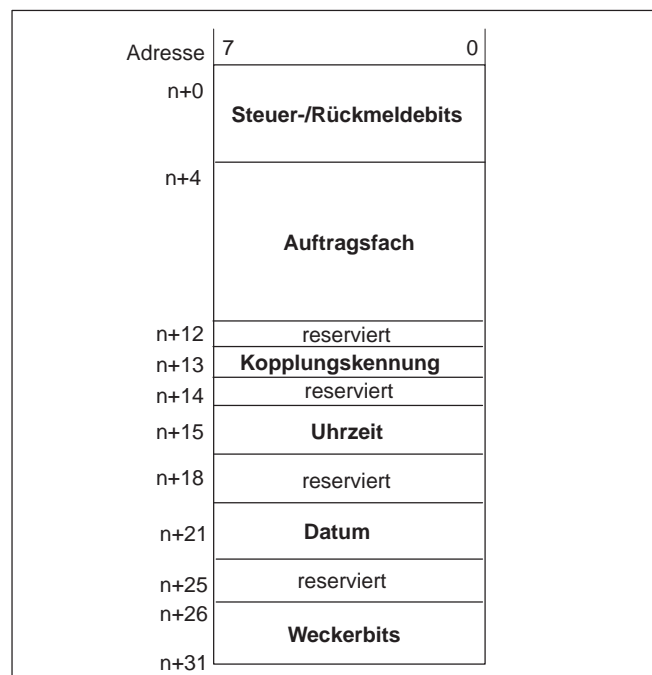 Adresse 7 0
n+0
Steuer-/Rückmeldebits
n+4
Auftragsfach
n+12 reserviert
n+13 Kopplungskennung
n+14 reserviert
n+15 Uhrzeit
n+18 reserviert
n+21 Datum
n+25 reserviert
n+26
Weckerbits
n+31